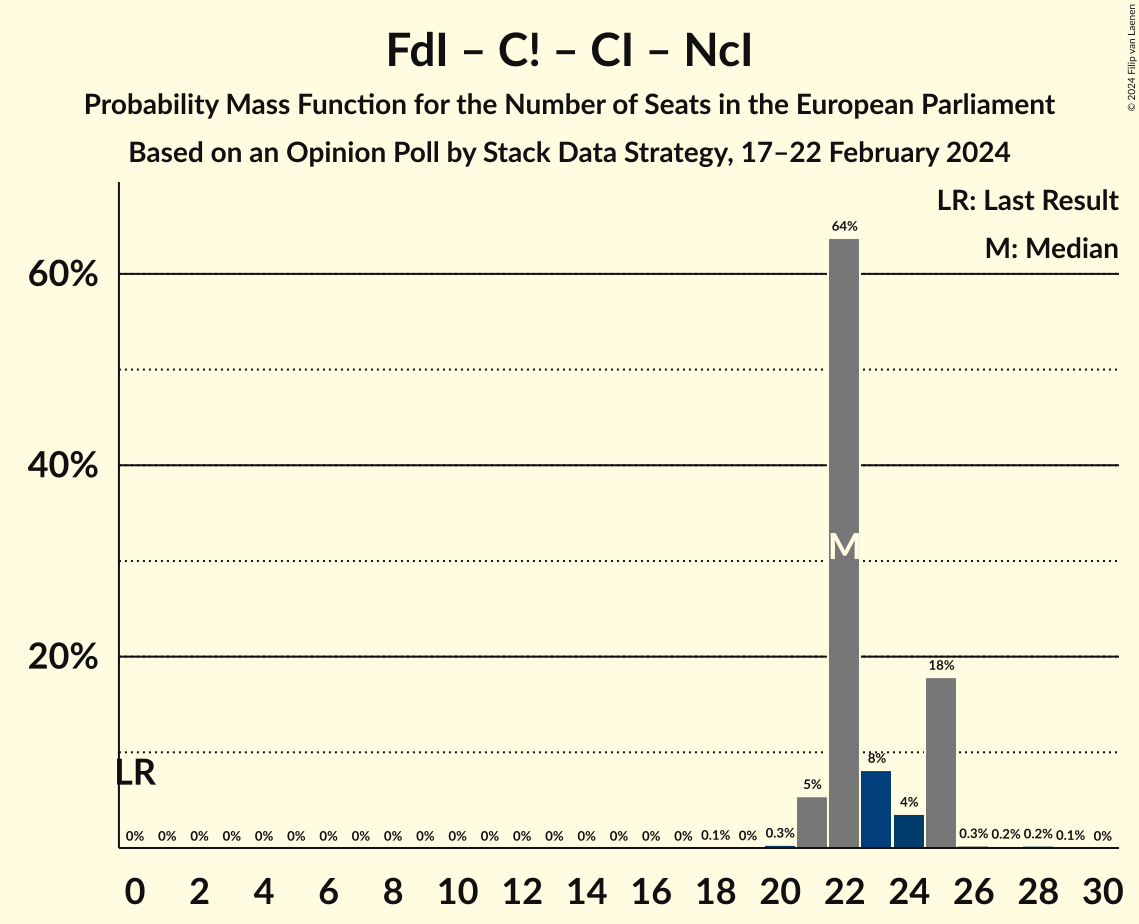 FdI – C! – CI – NcI
Probability Mass Function for the Number of Seats in the European Parliament
Based on an Opinion Poll by Stack Data Strategy, 17–22 February 2024
© 2024 Filip van Laenen
LR: Last Result
M: Median
60%
40%
20%
64%
M
18%
8%
5%
4%
LR
0% 0% 0% 0% 0% 0% 0% 0% 0% 0% 0% 0% 0% 0% 0% 0% 0% 0% 0.1% 0% 0.3% 0.3% 0.2% 0.2% 0.1% 0%
0 2 4 6 8 10 12 14 16 18 20 22 24 26 28 30